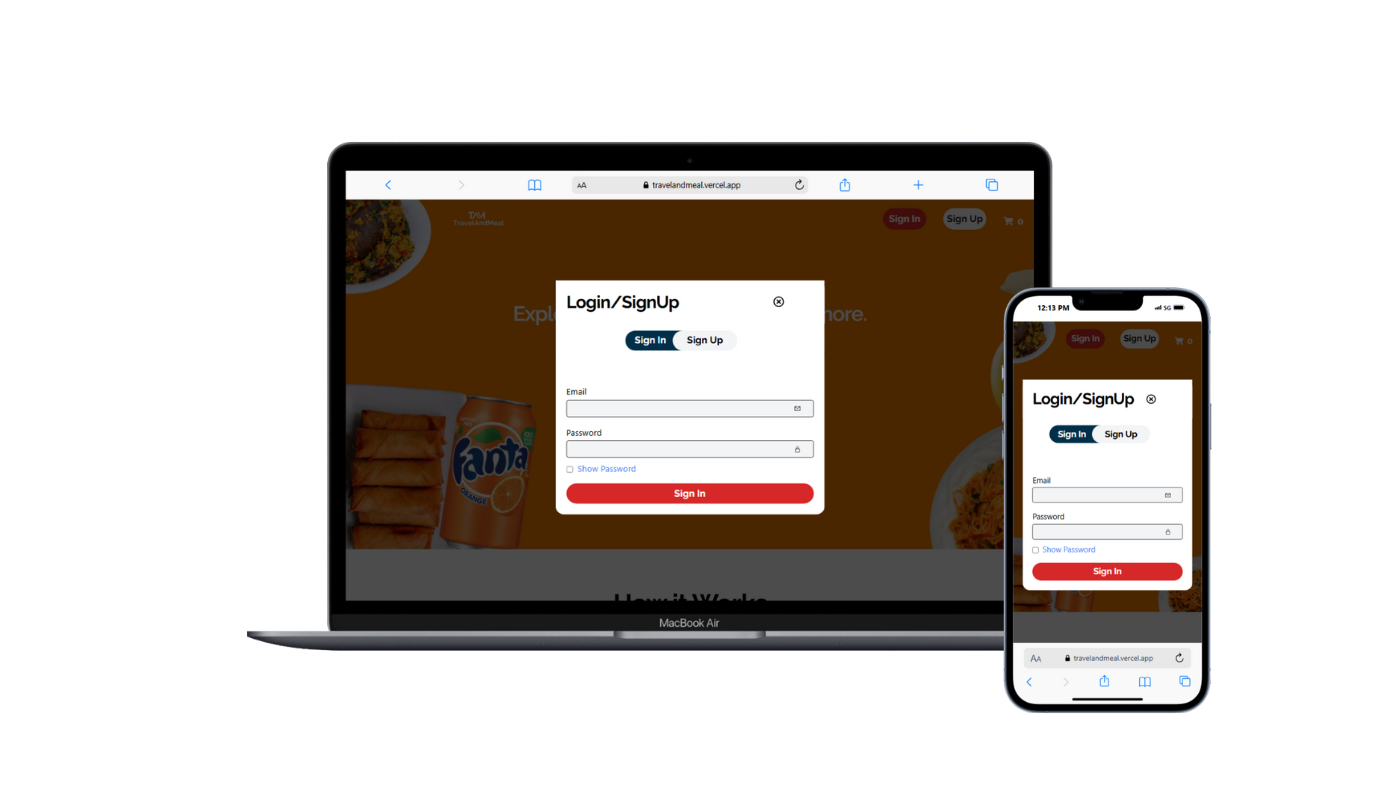 AA travelandmeal.vercel.app
TAM
TravelAndMeal
Sign In Sign Up 0
more.
Login/SignUp
Sign In Sign Up
Email
Password
Show Password
Sign In
fanta
ORANGE
How it Works
MacBook Air
12:13 PM 5G
Sign In Sign Up 0
Login/SignUp
Sign In Sign Up
Email
Password
Show Password
Sign In
AA travelandmeal.vercel.app